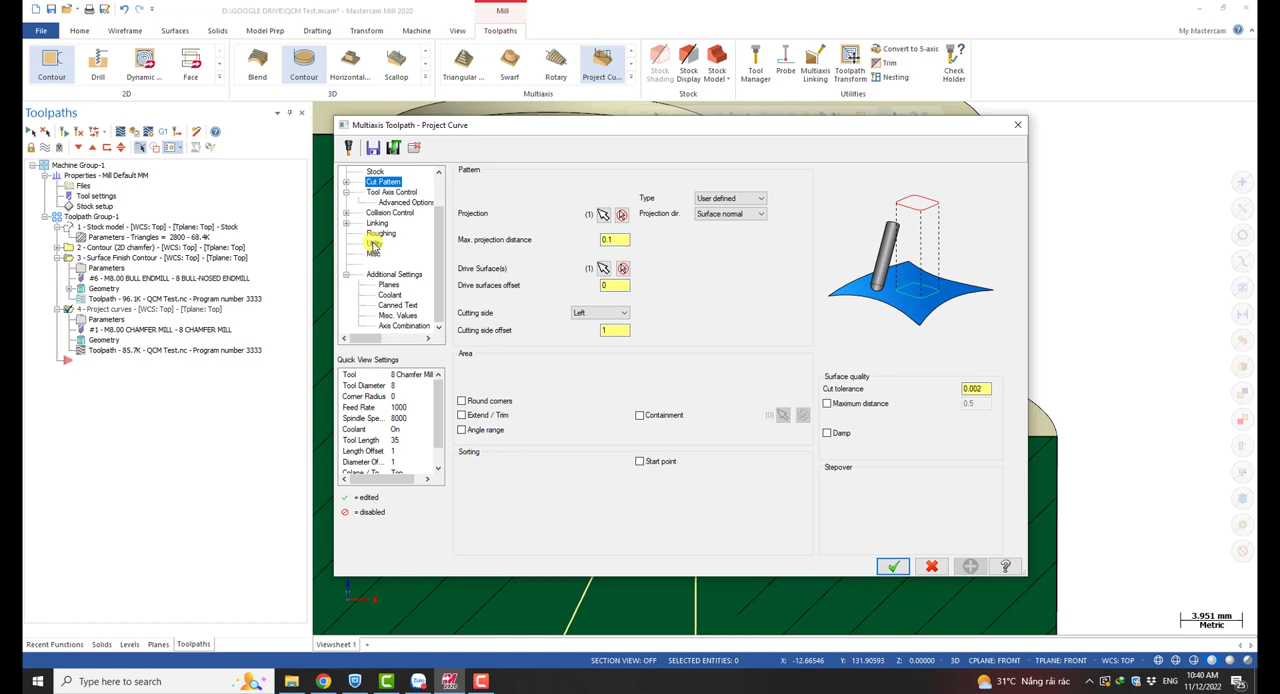 D:\GOOGLE DRIVE\QCM Test.mcam* - Mastercam Mill 2020
Mill
File
Home
Wireframe
Surfaces
Solids
Model Prep
Drafting
Transform
Machine
View
Toolpaths
My Mastercam
Contour
Drill
Dynamic ...
Face
2D
Blend
Contour
Horizontal...
Scallop
3D
Triangular ...
Swarf
Rotary
Project Cu...
Multiaxis
Stock Shading
Stock Display
Stock Model
Stock
Tool Manager
Probe
Multiaxis Linking
Toolpath Transform
Convert to 5-axis
Trim
Nesting
Check Holder
Utilities
Toolpaths
Machine Group-1
Properties - Mill Default MM
Files
Tool settings
Stock setup
Toolpath Group-1
1 - Stock model - [WCS: Top] - [Tplane: Top] - Stock
Parameters - Triangles = 2800 - 68.4K
2 - Contour (2D chamfer) - [WCS: Top] - [Tplane: Top]
3 - Surface Finish Contour - [WCS: Top] - [Tplane: Top]
Parameters
#6 - M8.00 BULL ENDMILL - 8 BULL-NOSED ENDMILL
Geometry
Toolpath - 96.1K - QCM Test.nc - Program number 3333
4 - Project curves - [WCS: Top] - [Tplane: Top]
Parameters
#1 - M8.00 CHAMFER MILL - 8 CHAMFER MILL
Geometry
Toolpath - 85.7K - QCM Test.nc - Program number 3333
Multiaxis Toolpath - Project Curve
Stock
Cut Pattern
Tool Axis Control
Advanced Options
Collision Control
Linking
Roughing
Misc
Additional Settings
Planes
Coolant
Canned Text
Misc. Values
Axis Combination
Quick View Settings
Tool 8 Chamfer Mill
Tool Diameter 8
Corner Radius 0
Feed Rate 1000
Spindle Spe... 8000
Coolant On
Tool Length 35
Length Offset 1
Diameter Of... 1
Cplane / Tp... Top
= edited
= disabled
Pattern
Type User defined
Projection (1)
Projection dir. Surface normal
Max. projection distance 0.1
Drive Surface(s) (1)
Drive surfaces offset 0
Cutting side Left
Cutting side offset 1
Area
Round corners
Extend / Trim
Angle range
Containment (0)
Sorting
Start point
Surface quality
Cut tolerance 0.002
Maximum distance 0.5
Damp
Stepover
3.951 mm
Metric
Recent Functions
Solids
Levels
Planes
Toolpaths
Viewsheet 1
SECTION VIEW: OFF SELECTED ENTITIES: 0 X: -12.66546 Y: 131.90593 Z: 0.00000 3D CPLANE: FRONT TPLANE: FRONT WCS: TOP
Type here to search
31°C Nắng rải rác
ENG
10:40 AM
11/12/2022
25